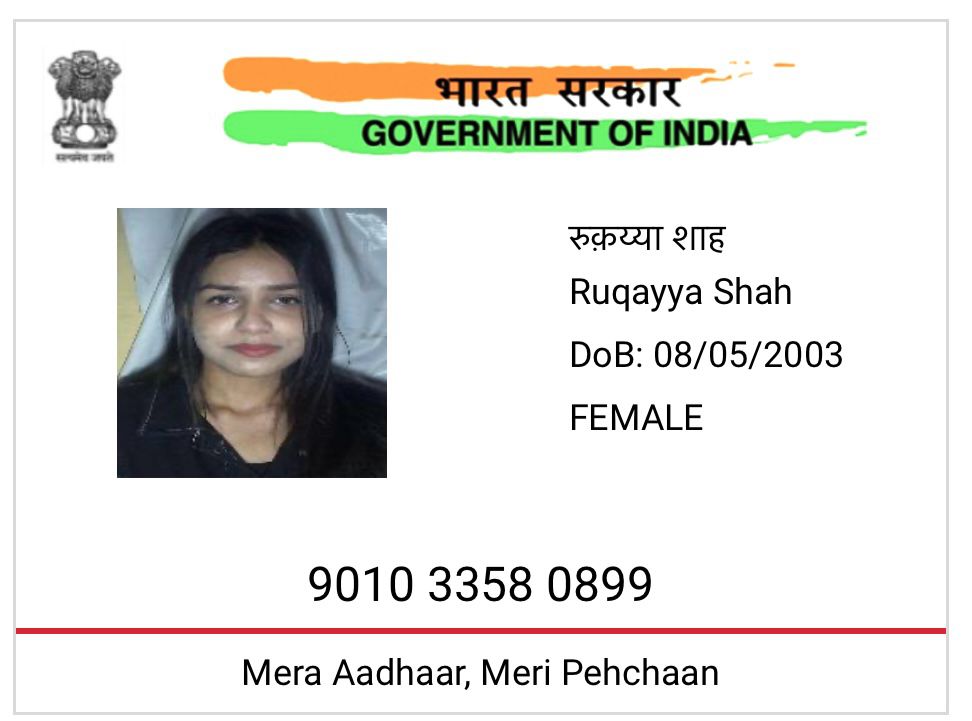 सत्यमेव जयते
भारत सरकार
GOVERNMENT OF INDIA
रुक़य्या शाह
Ruqayya Shah
DoB: 08/05/2003
FEMALE
9010 3358 0899
Mera Aadhaar, Meri Pehchaan